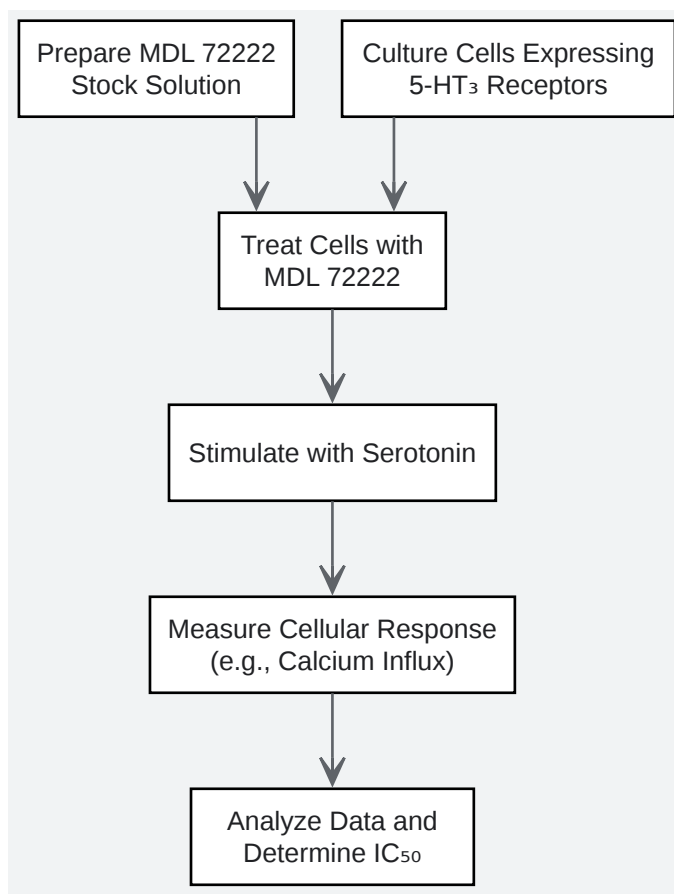 Prepare MDL 72222
Stock Solution
Culture Cells Expressing
5-HT₃ Receptors
Treat Cells with
MDL 72222
Stimulate with Serotonin
Measure Cellular Response
(e.g., Calcium Influx)
Analyze Data and
Determine IC₅₀